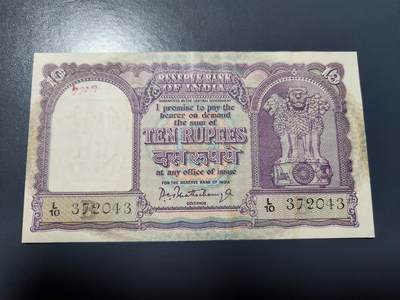 10 RESERVE BANK 10
OF INDIA
GUARANTEED BY THE CENTRAL GOVERNMENT
I promise to pay the
bearer on demand
the sum of
TEN RUPEES
दस रुपये
at any office of issue
FOR THE RESERVE BANK OF INDIA
GOVERNOR
L/10 372043
L/10 372043